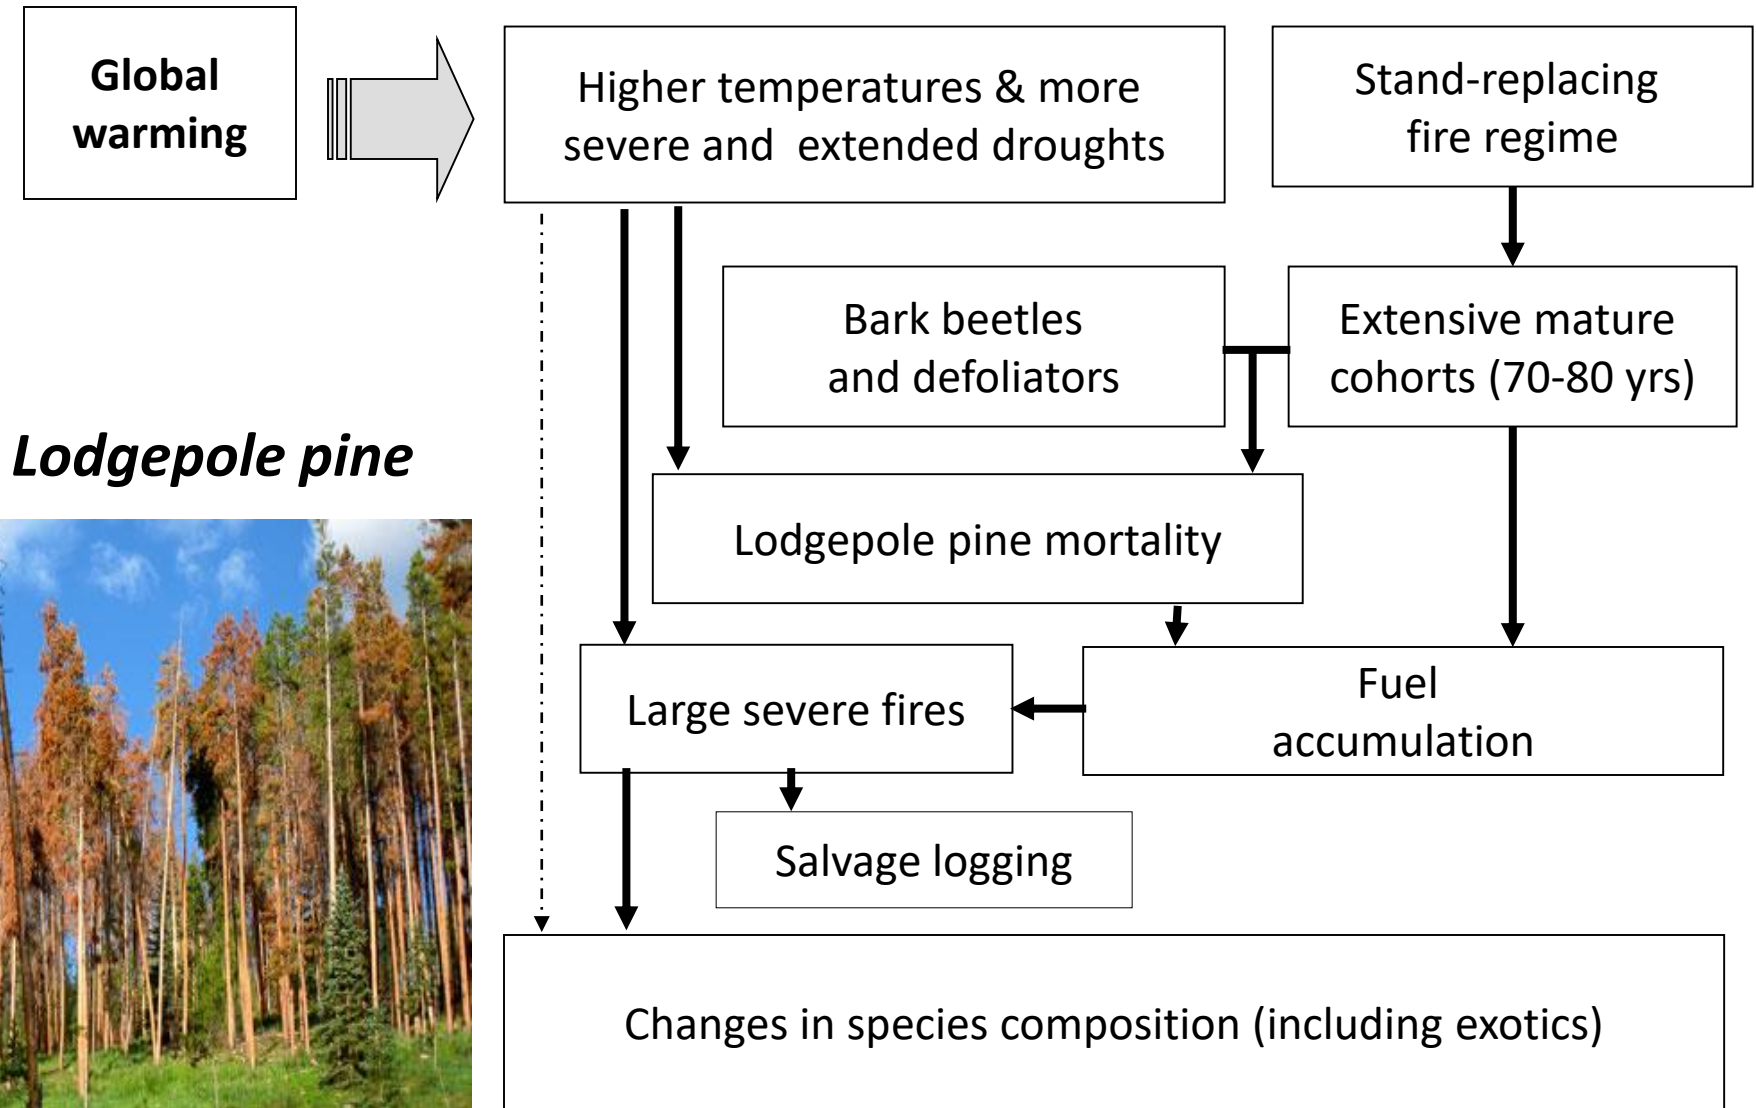 Global
warming
Higher temperatures & more
severe and extended droughts
Stand-replacing
fire regime
Bark beetles
and defoliators
Extensive mature
cohorts (70-80 yrs)
Lodgepole pine
Lodgepole pine mortality
Large severe fires
Fuel
accumulation
Salvage logging
Changes in species composition (including exotics)